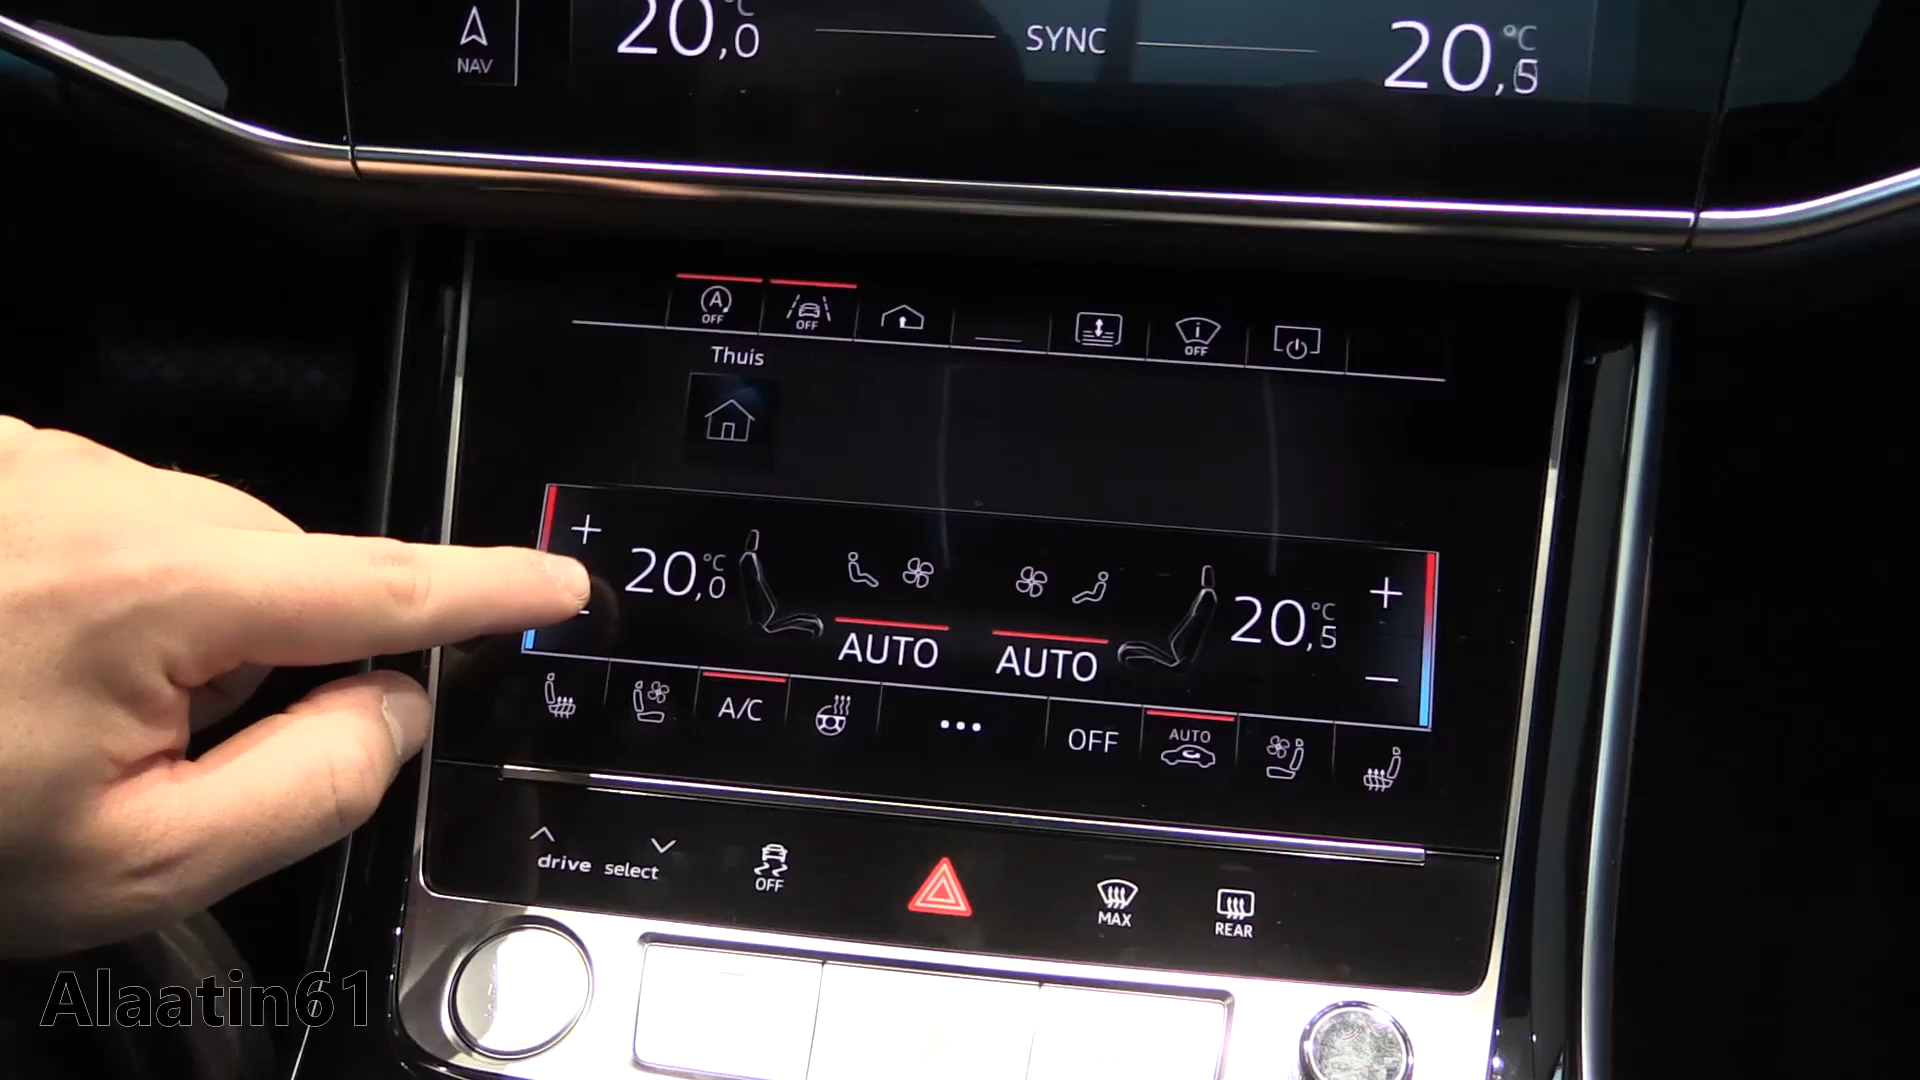 NAV
20,0 °C
SYNC
20,5 °C
A OFF
OFF
i OFF
Thuis
+
20,0 °C
20,5 °C
+
−
AUTO
AUTO
A/C
...
OFF
AUTO
drive select
OFF
MAX
REAR
Alaatin61